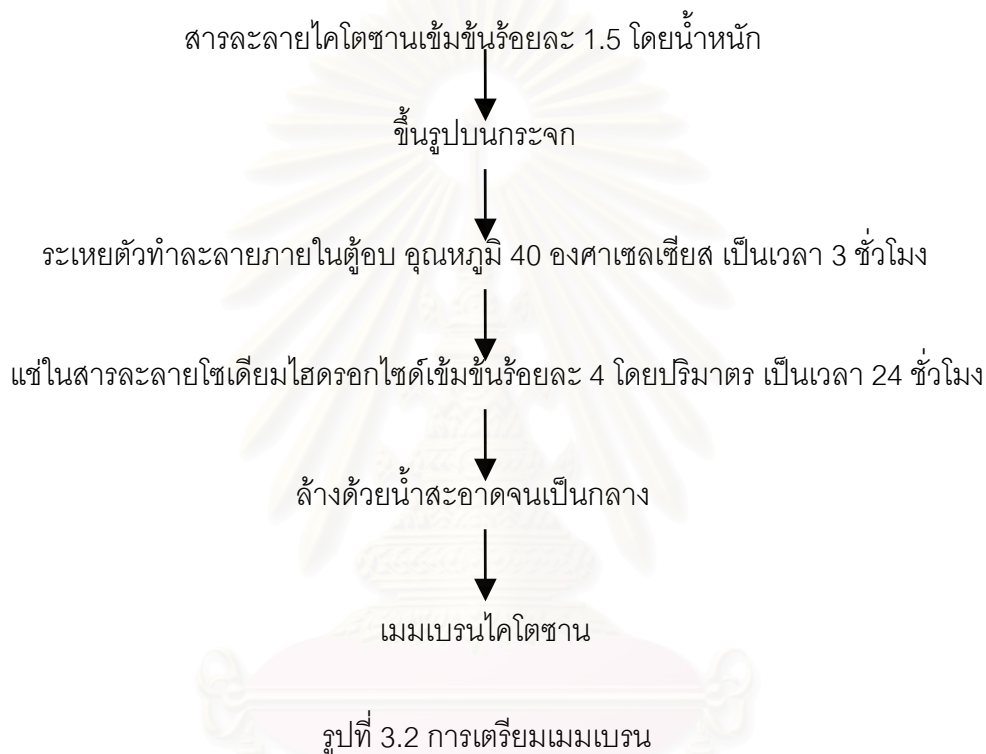 สารละลายไคโตซานเข้มข้นร้อยละ 1.5 โดยน้ำหนัก
ขึ้นรูปบนกระจก
ระเหยตัวทำละลายภายในตู้อบ อุณหภูมิ 40 องศาเซลเซียส เป็นเวลา 3 ชั่วโมง
แช่ในสารละลายโซเดียมไฮดรอกไซด์เข้มข้นร้อยละ 4 โดยปริมาตร เป็นเวลา 24 ชั่วโมง
ล้างด้วยน้ำสะอาดจนเป็นกลาง
เมมเบรนไคโตซาน
รูปที่ 3.2 การเตรียมเมมเบรน